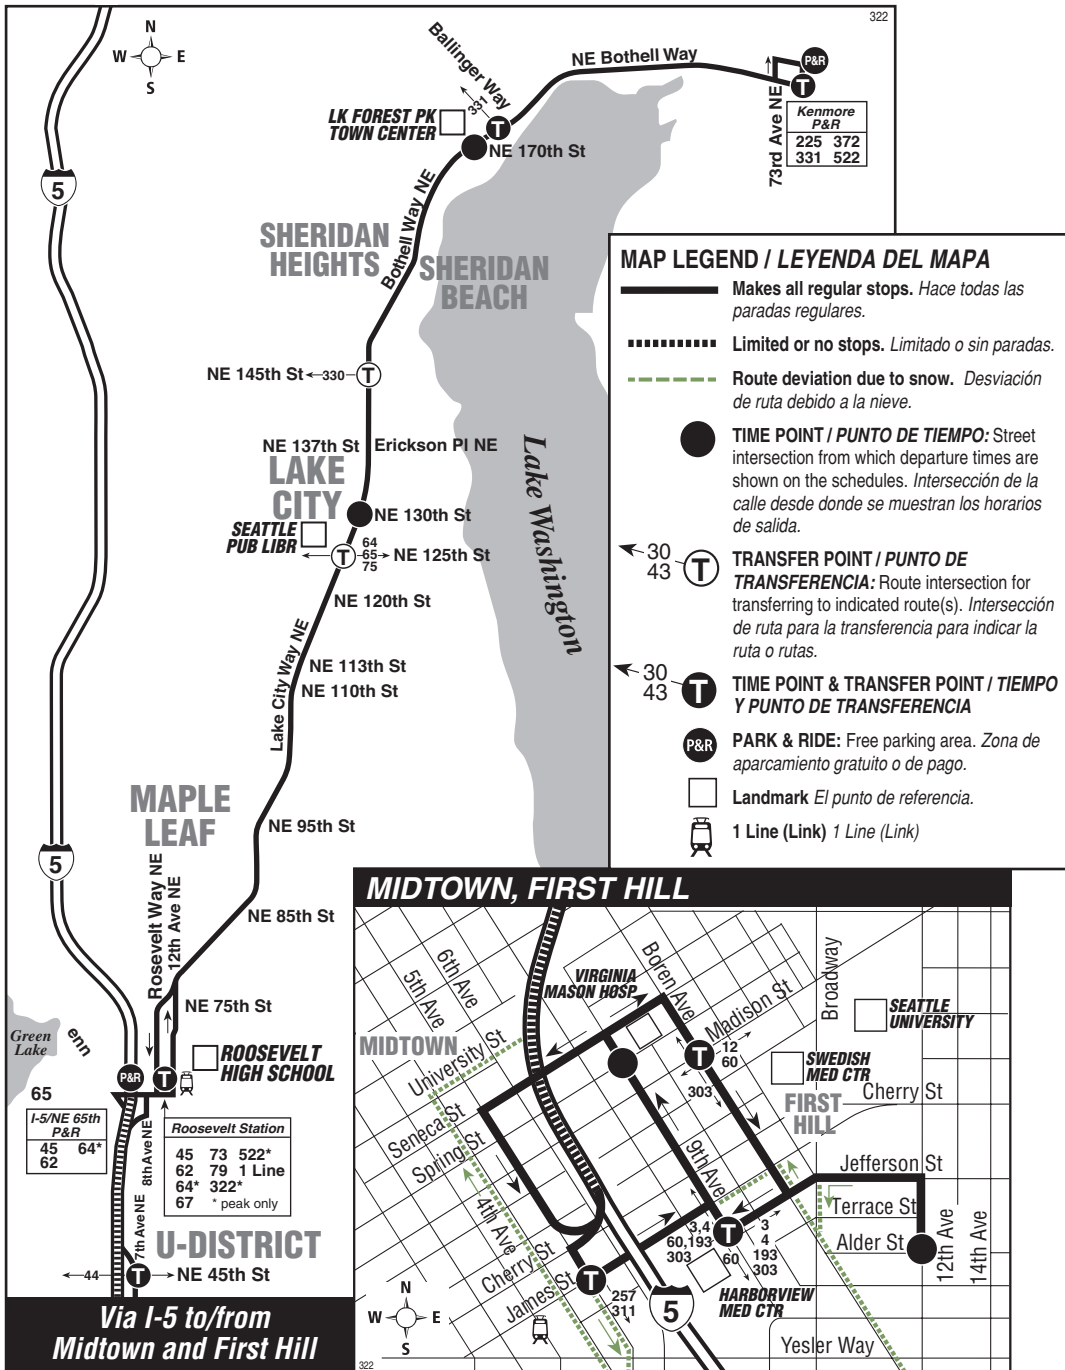 322
N
W E
S
Ballinger Way
331
NE Bothell Way
P&R
T
73rd Ave NE
Kenmore
P&R
225 372
331 522
LK FOREST PK
TOWN CENTER
T
NE 170th St
5
Bothell Way NE
SHERIDAN
HEIGHTS
SHERIDAN
BEACH
NE 145th St
330
T
NE 137th St
Erickson Pl NE
LAKE
CITY
NE 130th St
SEATTLE
PUB LIBR
T
64
65
75
NE 125th St
NE 120th St
Lake City Way NE
NE 113th St
NE 110th St
Lake Washington
MAPLE
LEAF
NE 95th St
5
Roosevelt Way NE
12th Ave NE
NE 85th St
NE 75th St
Green
Lake
enn
ROOSEVELT
HIGH SCHOOL
P&R
T
65
I-5/NE 65th
P&R
45 64*
62
8th Ave NE
Roosevelt Station
45 73 522*
62 79 1 Line
64* 322*
67 * peak only
7th Ave NE
U-DISTRICT
44
T
NE 45th St
Via I-5 to/from
Midtown and First Hill
MAP LEGEND / LEYENDA DEL MAPA
Makes all regular stops. Hace todas las
paradas regulares.
Limited or no stops. Limitado o sin paradas.
Route deviation due to snow. Desviación
de ruta debido a la nieve.
TIME POINT / PUNTO DE TIEMPO: Street
intersection from which departure times are
shown on the schedules. Intersección de la
calle desde donde se muestran los horarios
de salida.
30
43
T
TRANSFER POINT / PUNTO DE
TRANSFERENCIA: Route intersection for
transferring to indicated route(s). Intersección
de ruta para la transferencia para indicar la
ruta o rutas.
30
43
T
TIME POINT & TRANSFER POINT / TIEMPO
Y PUNTO DE TRANSFERENCIA
P&R
PARK & RIDE: Free parking area. Zona de
aparcamiento gratuito o de pago.
Landmark El punto de referencia.
1 Line (Link) 1 Line (Link)
MIDTOWN, FIRST HILL
6th Ave
5th Ave
VIRGINIA
MASON HOSP
Boren Ave
Madison St
Broadway
SEATTLE
UNIVERSITY
MIDTOWN
University St
T
12
60
SWEDISH
MED CTR
303
Cherry St
FIRST
HILL
Seneca St
Spring St
9th Ave
Jefferson St
4th Ave
Terrace St
3,4
60,193
303
T
3
4
193
303
60
Alder St
12th Ave
14th Ave
Cherry St
James St
T
257
311
HARBORVIEW
MED CTR
5
Yesler Way
N
W E
S
322